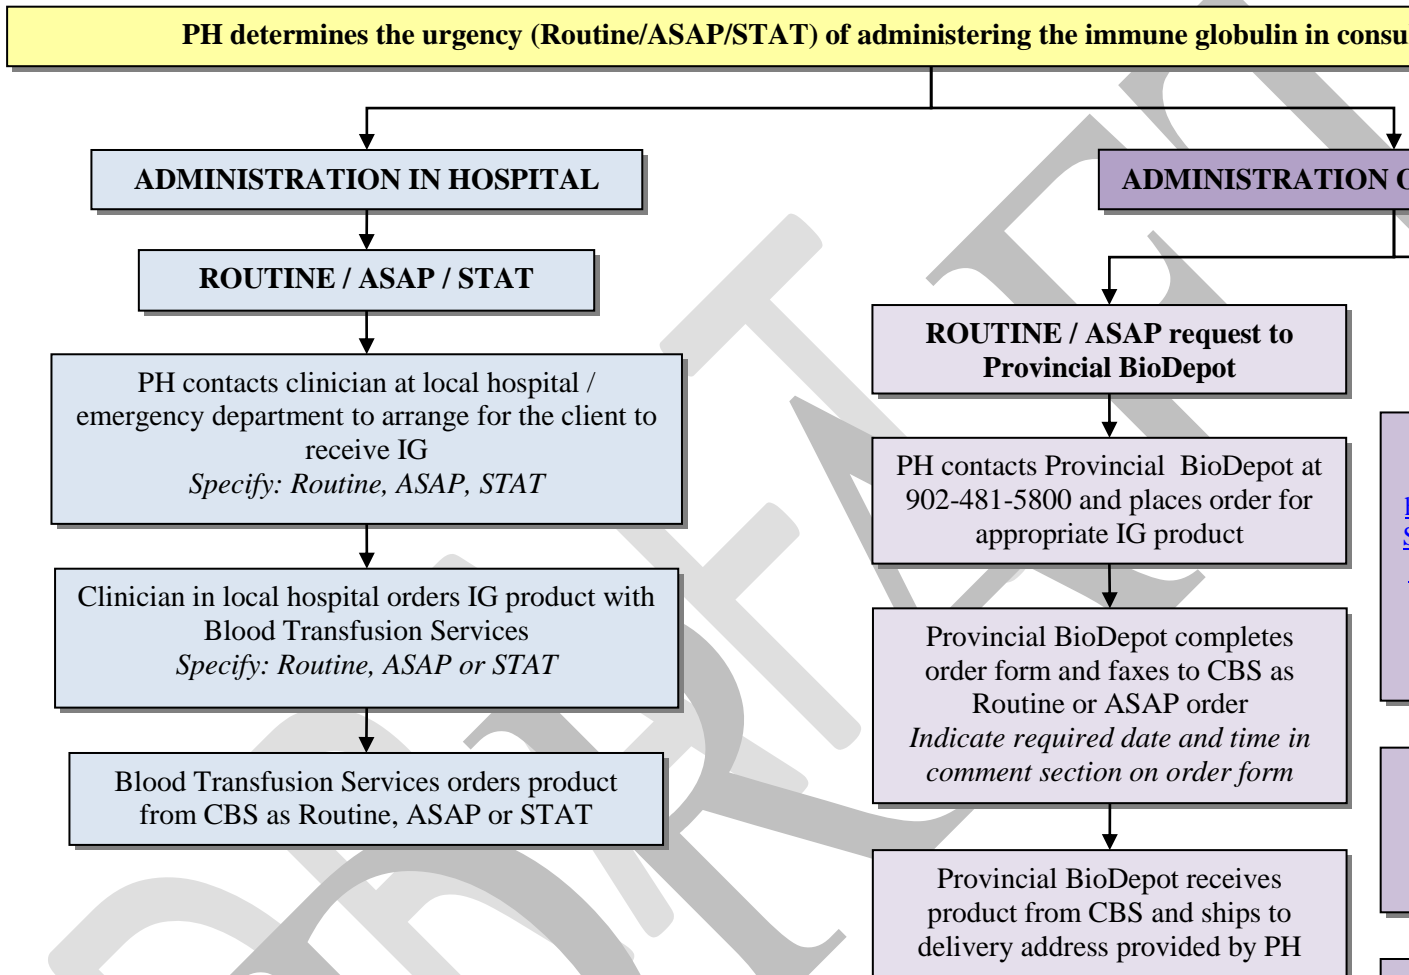 PH determines the urgency (Routine/ASAP/STAT) of administering the immune globulin in consu
ADMINISTRATION IN HOSPITAL
ROUTINE / ASAP / STAT
PH contacts clinician at local hospital /
emergency department to arrange for the client to
receive IG
Specify: Routine, ASAP, STAT
Clinician in local hospital orders IG product with
Blood Transfusion Services
Specify: Routine, ASAP or STAT
Blood Transfusion Services orders product
from CBS as Routine, ASAP or STAT
ADMINISTRATION O
ROUTINE / ASAP request to
Provincial BioDepot
PH contacts Provincial BioDepot at
902-481-5800 and places order for
appropriate IG product
Provincial BioDepot completes
order form and faxes to CBS as
Routine or ASAP order
Indicate required date and time in
comment section on order form
Provincial BioDepot receives
product from CBS and ships to
delivery address provided by PH
DRAFT